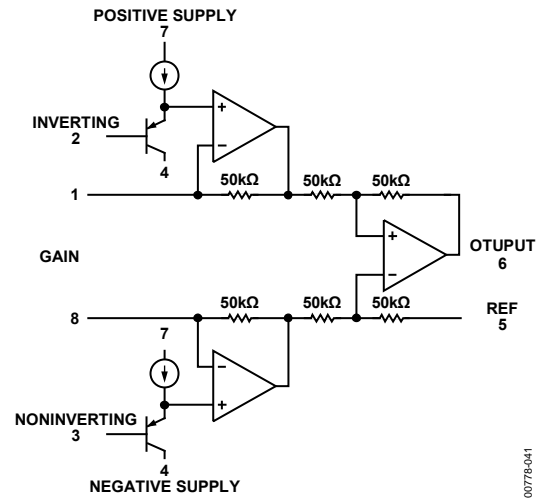 POSITIVE SUPPLY
7
INVERTING
2
+
4
−
1
50kΩ 50kΩ 50kΩ
+
−
OTUPUT
6
GAIN
50kΩ 50kΩ 50kΩ
8
REF
5
7
−
+
NONINVERTING
3
4
NEGATIVE SUPPLY
00778-041